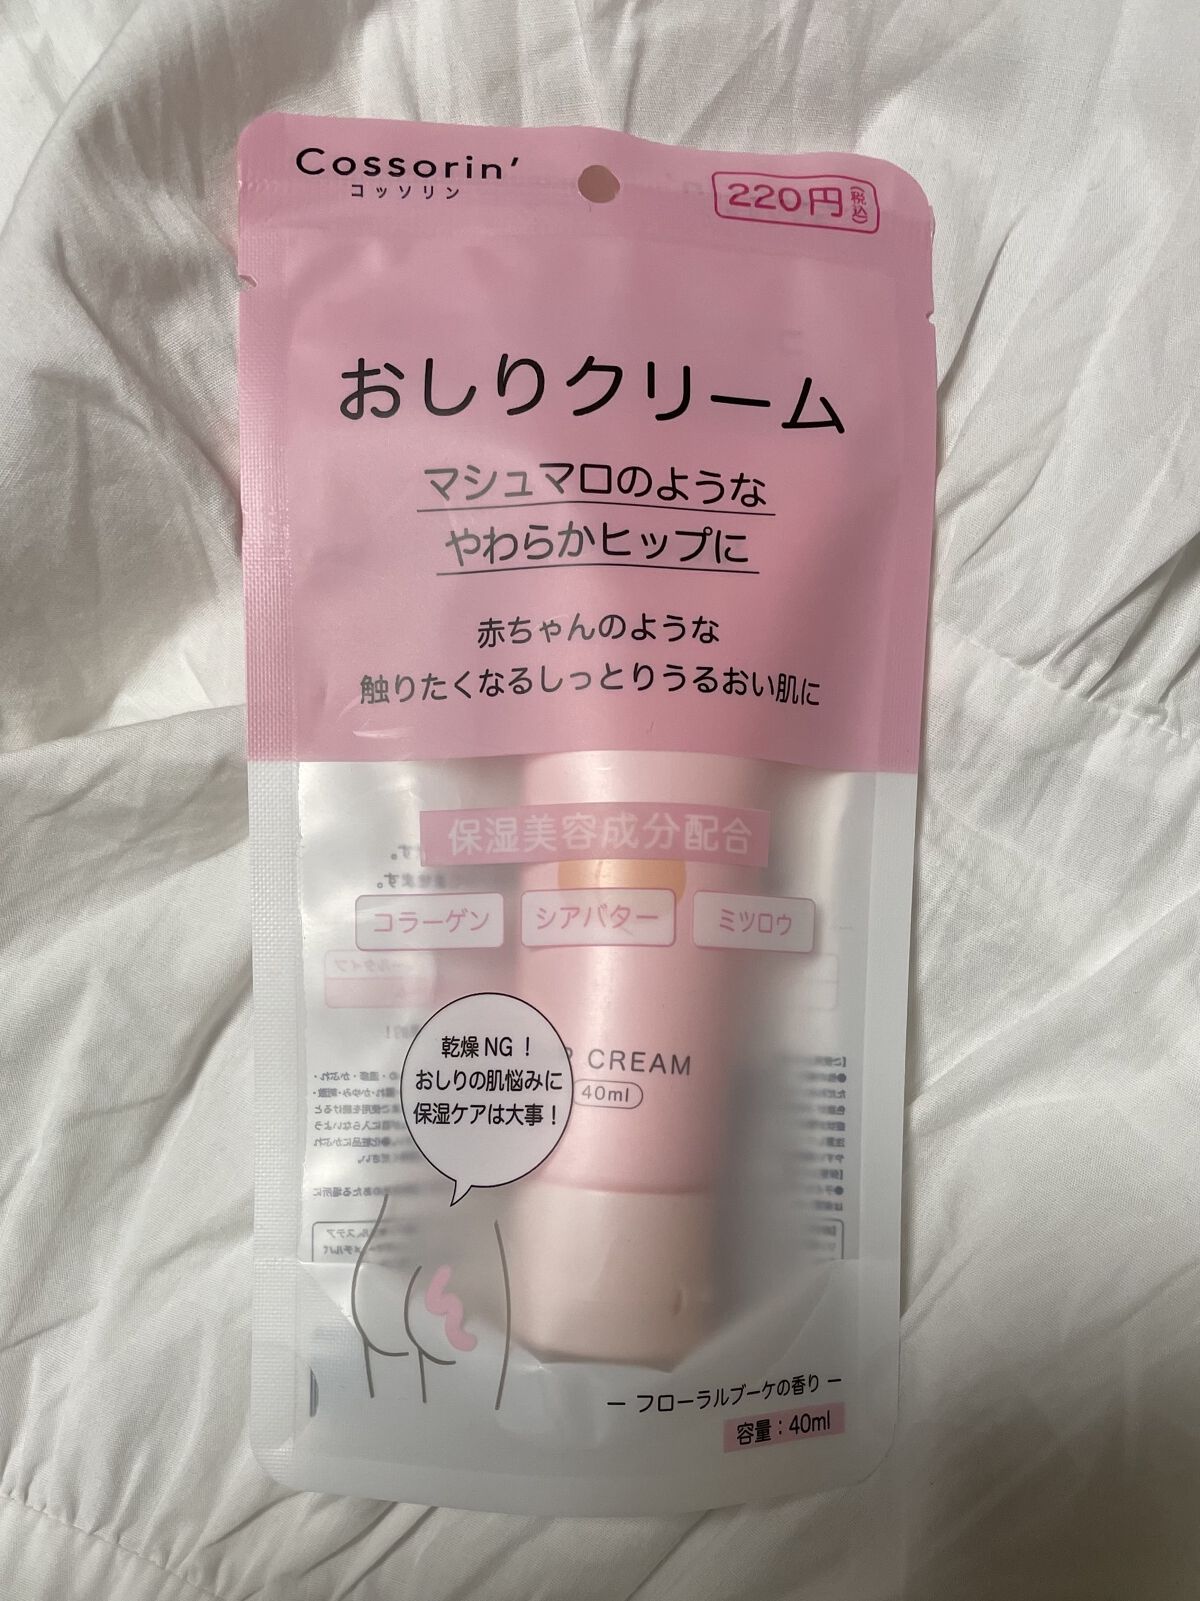 Cossorin'
コッソリン
220円(税込)
おしりクリーム
マシュマロのような
やわらかヒップに
赤ちゃんのような
触りたくなるしっとりうるおい肌に
保湿美容成分配合
コラーゲン
シアバター
ミツロウ
乾燥NG！
おしりの肌悩みに
保湿ケアは大事！
CREAM
40ml
ー フローラルブーケの香り ー
容量：40ml